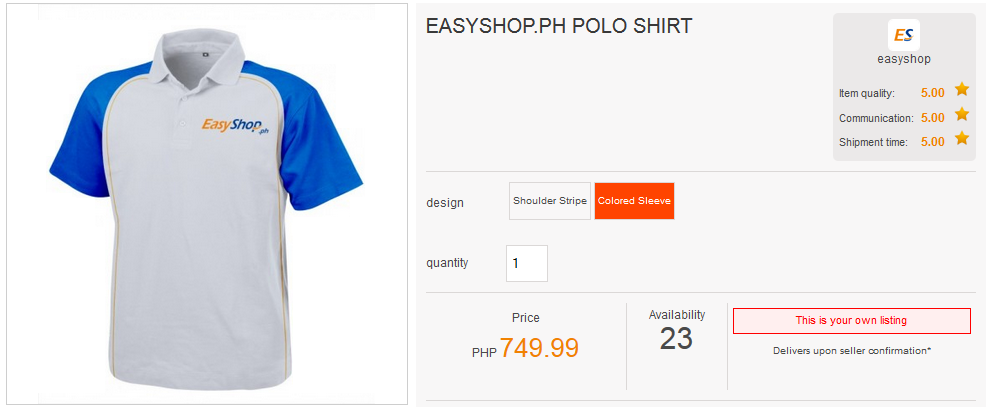 EasyShop.ph
EASYSHOP.PH POLO SHIRT
ES
easyshop
Item quality: 5.00
Communication: 5.00
Shipment time: 5.00
design
Shoulder Stripe
Colored Sleeve
quantity
1
Price
PHP 749.99
Availability
23
This is your own listing
Delivers upon seller confirmation*